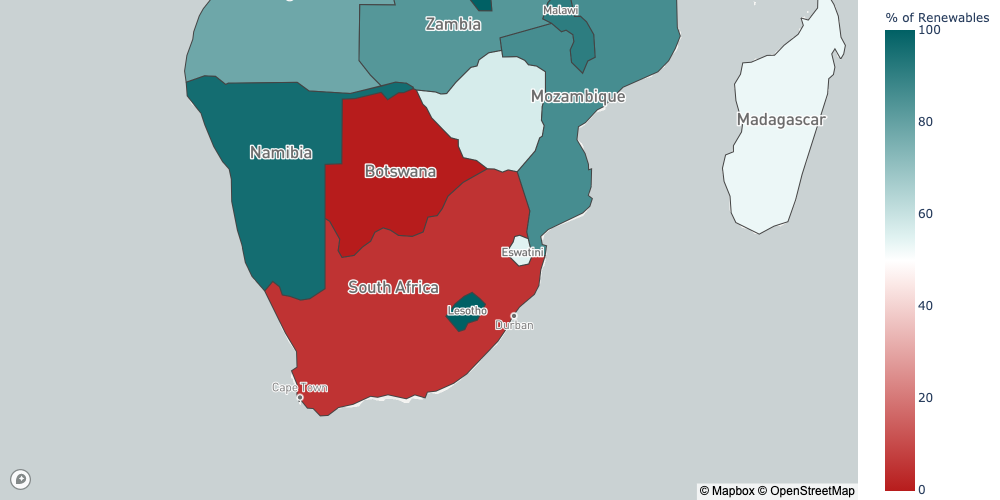 Zambia
Malawi
% of Renewables
100
Mozambique
Madagascar
80
Namibia
Botswana
60
Eswatini
South Africa
40
Lesotho
Durban
Cape Town
20
0
© Mapbox © OpenStreetMap